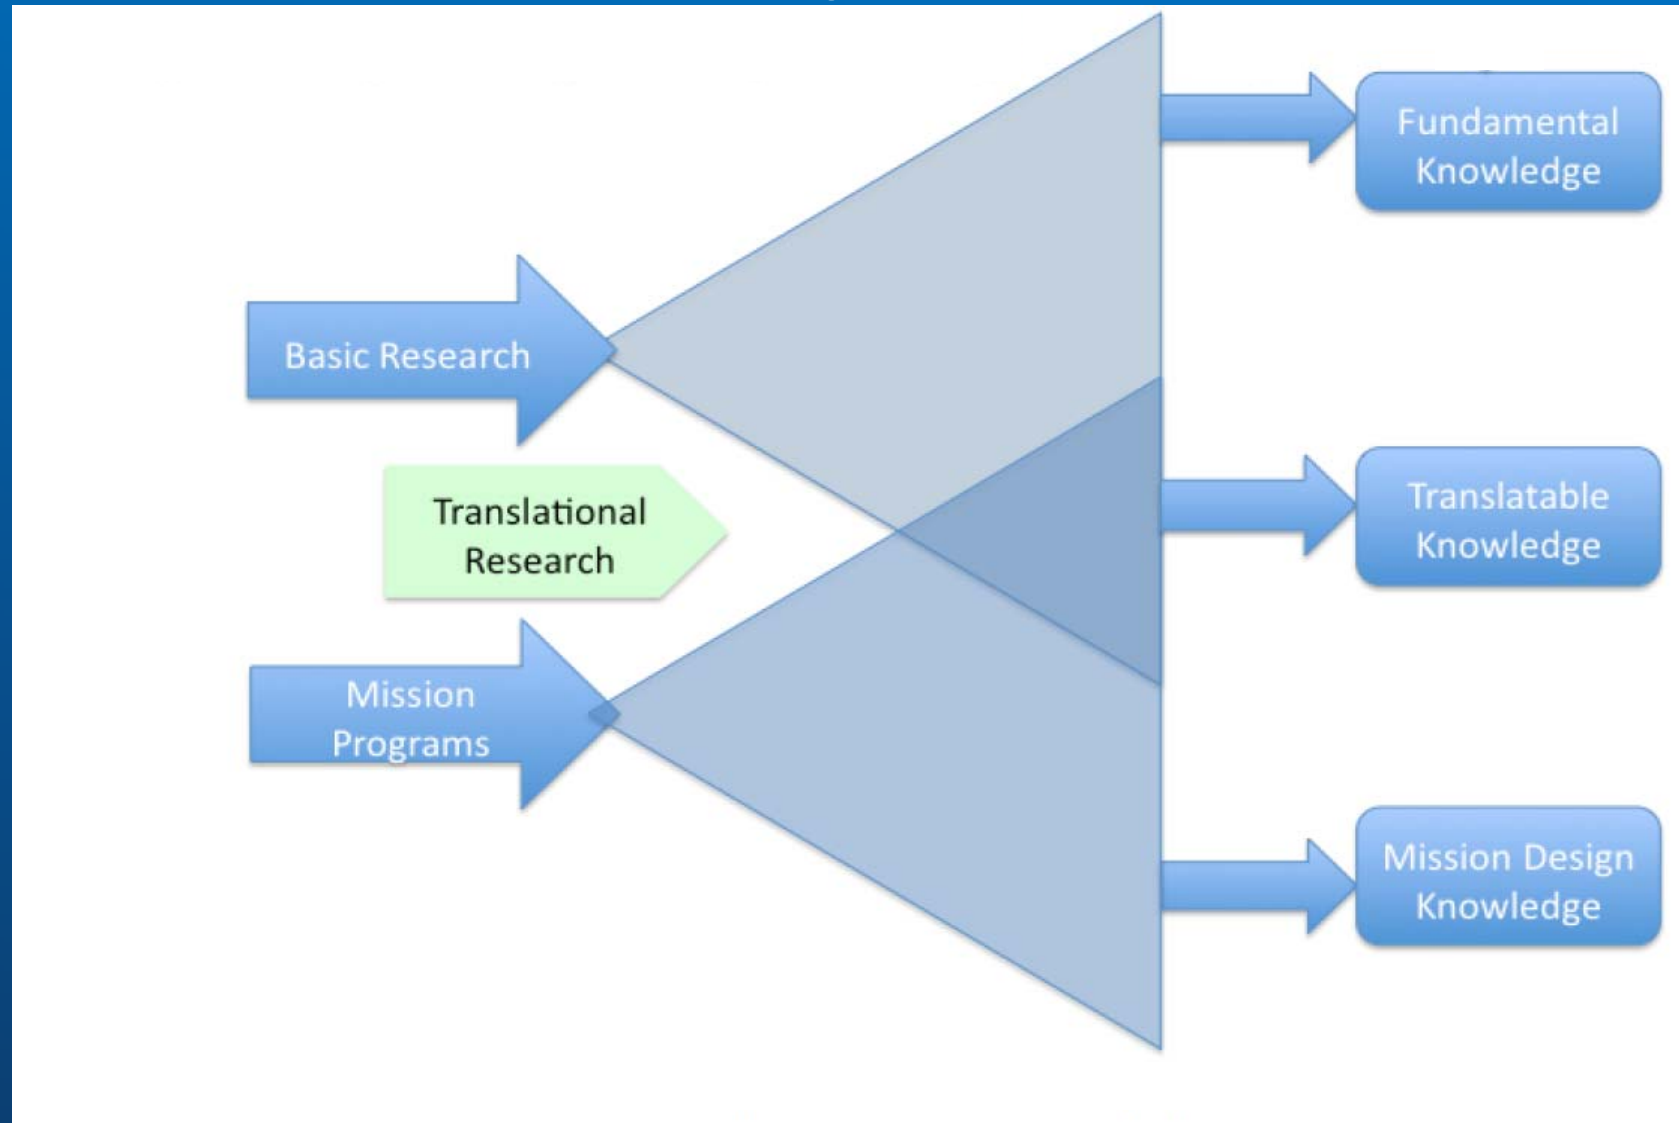 Fundamental
Knowledge
Basic Research
Translational
Research
Translatable
Knowledge
Mission
Programs
Mission Design
Knowledge